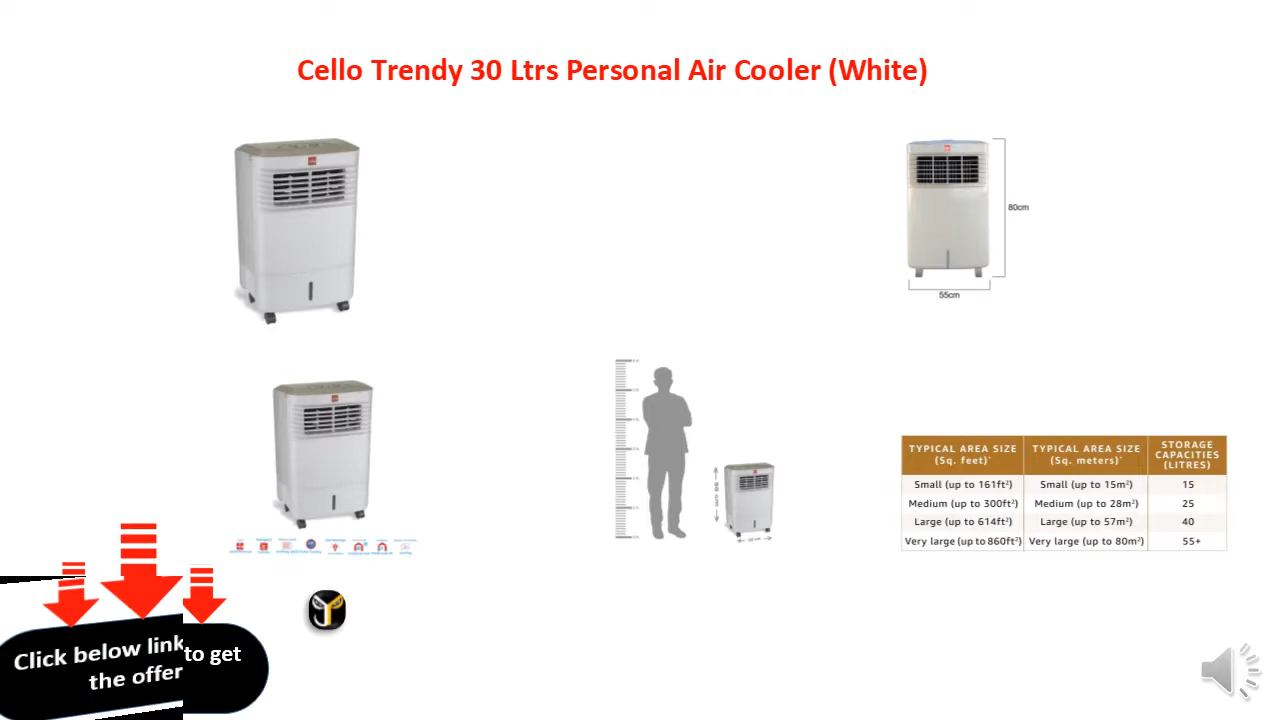 Cello Trendy 30 Ltrs Personal Air Cooler (White)
80cm
55cm
TYPICAL AREA SIZE (Sq. feet)* TYPICAL AREA SIZE (Sq. meters)* STORAGE CAPACITIES (LITRES)
Small (up to 161ft²) Small (up to 15m²) 15
Medium (up to 300ft²) Medium (up to 28m²) 25
Large (up to 614ft²) Large (up to 57m²) 40
Very large (up to 860ft²) Very large (up to 80m²) 55+
Click below link to get
the offer